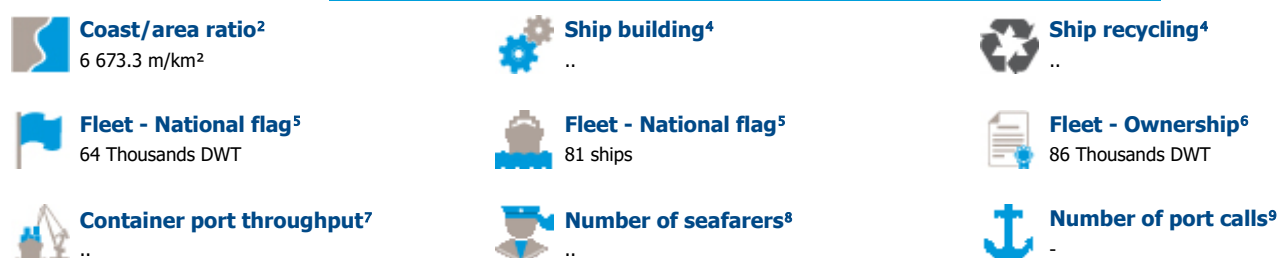 Coast/area ratio²
6 673.3 m/km²
Ship building⁴
..
Ship recycling⁴
..
Fleet - National flag⁵
64 Thousands DWT
Fleet - National flag⁵
81 ships
Fleet - Ownership⁶
86 Thousands DWT
Container port throughput⁷
..
Number of seafarers⁸
..
Number of port calls⁹
-